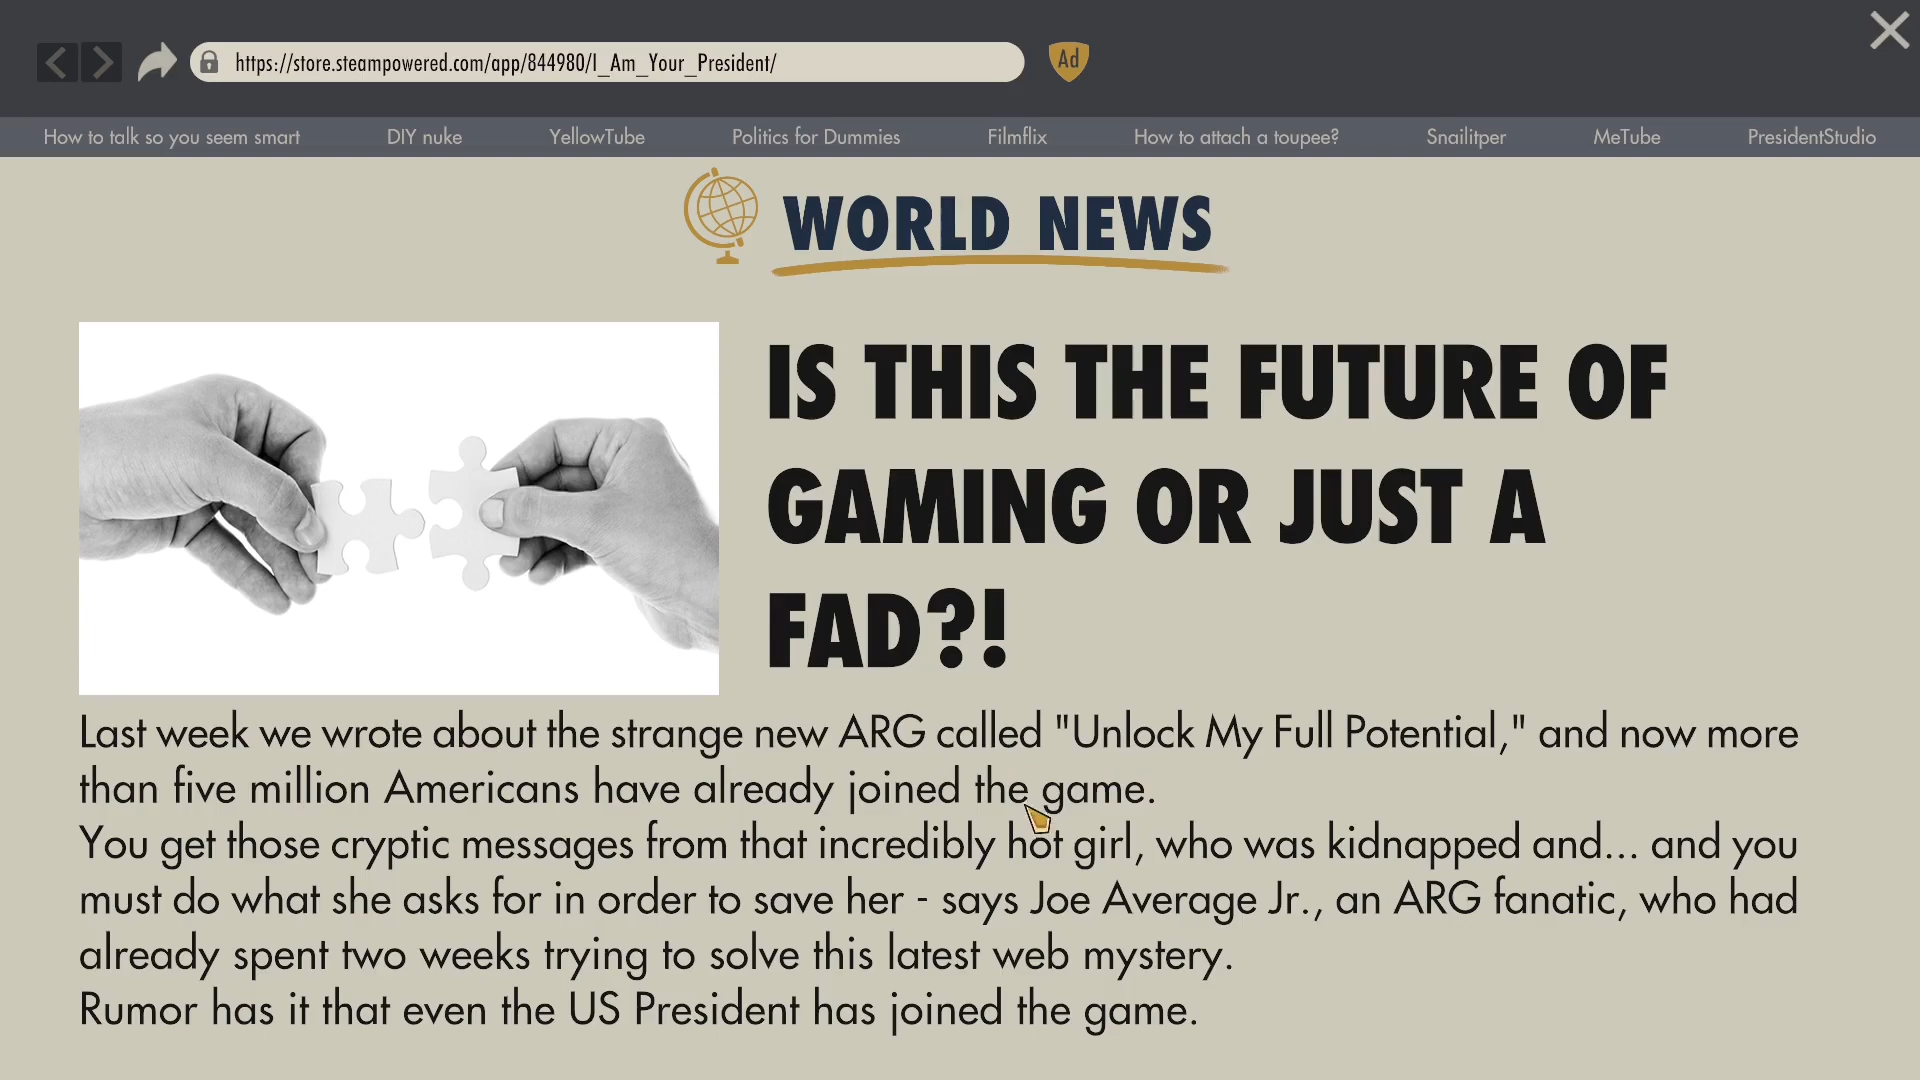 https://store.steampowered.com/app/844980/I_Am_Your_President/
Ad
How to talk so you seem smart
DIY nuke
YellowTube
Politics for Dummies
Filmflix
How to attach a toupee?
Snailitper
MeTube
PresidentStudio
WORLD NEWS
IS THIS THE FUTURE OF
GAMING OR JUST A
FAD?!
Last week we wrote about the strange new ARG called "Unlock My Full Potential," and now more
than five million Americans have already joined the game.
You get those cryptic messages from that incredibly hot girl, who was kidnapped and... and you
must do what she asks for in order to save her - says Joe Average Jr., an ARG fanatic, who had
already spent two weeks trying to solve this latest web mystery.
Rumor has it that even the US President has joined the game.